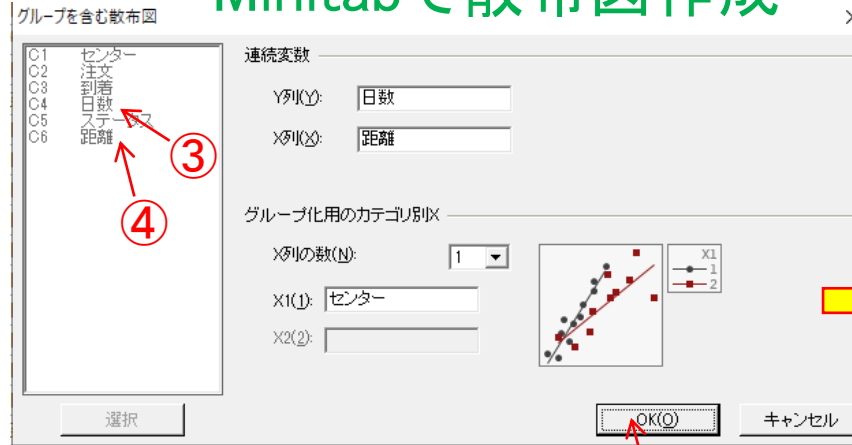 Minitabで散布図作成
グループを含む散布図
C1 センター
C2 注文
C3 到着
C4 日数
C5 ステータス
C6 距離
③
④
選択
連続変数
Y列(Y): 日数
X列(X): 距離
グループ化用のカテゴリ別X
X列の数(N): 1
X1(1): センター
X2(2):
X1
1
2
OK(O)
キャンセル